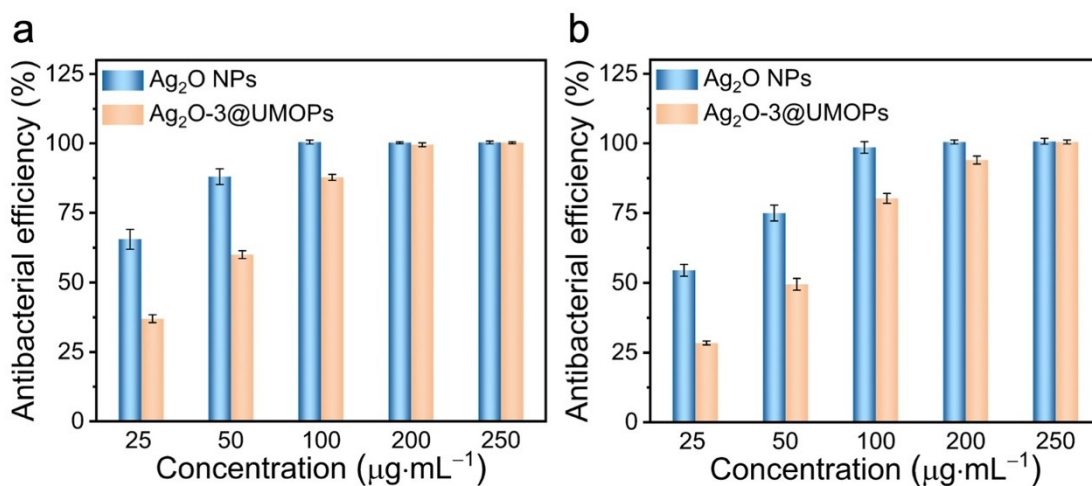 a
Antibacterial efficiency (%)
125
100
75
50
25
0
Ag₂O NPs
Ag₂O-3@UMOPs
25 50 100 200 250
Concentration (μg·mL⁻¹)
b
Antibacterial efficiency (%)
125
100
75
50
25
0
Ag₂O NPs
Ag₂O-3@UMOPs
25 50 100 200 250
Concentration (μg·mL⁻¹)